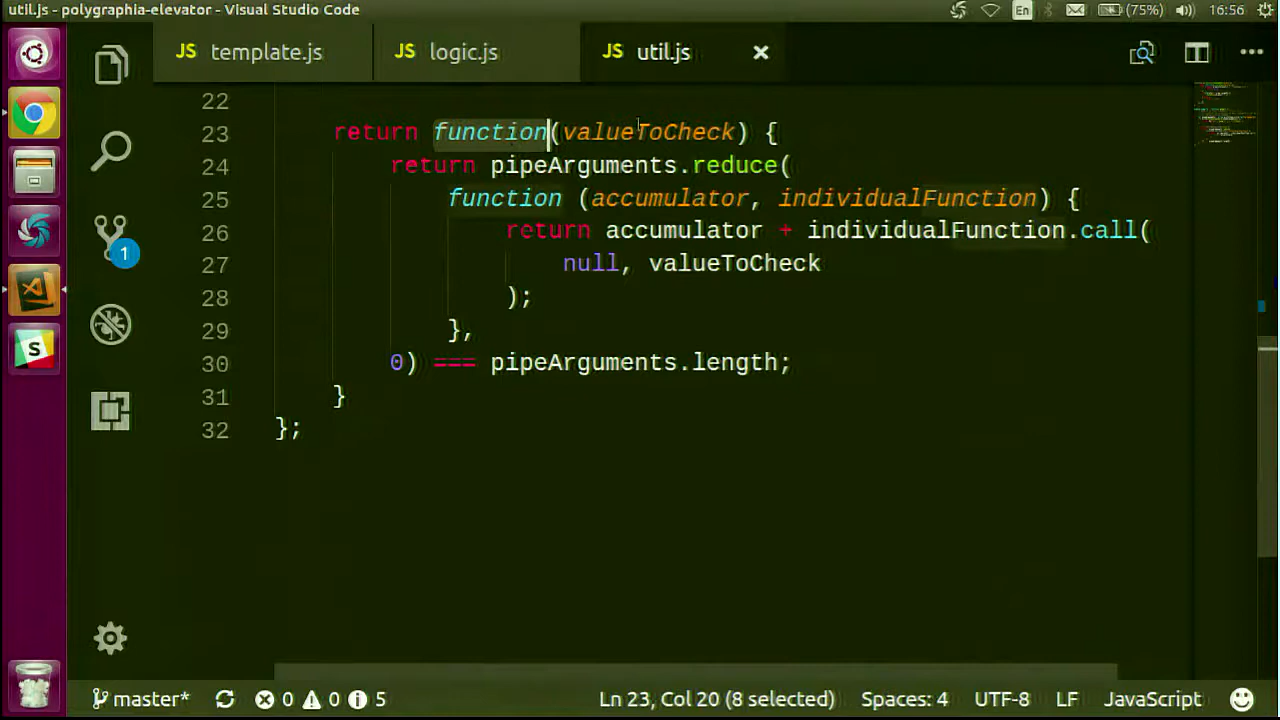 util.js - polygraphia-elevator - Visual Studio Code
En
(75%)
16:56
JS template.js
JS logic.js
JS util.js
22
23 return function(valueToCheck) {
24 return pipeArguments.reduce(
25 function (accumulator, individualFunction) {
26 return accumulator + individualFunction.call(
27 null, valueToCheck
28 );
29 },
30 0) === pipeArguments.length;
31 }
32 };
1
S
master* 0 0 5 Ln 23, Col 20 (8 selected) Spaces: 4 UTF-8 LF JavaScript